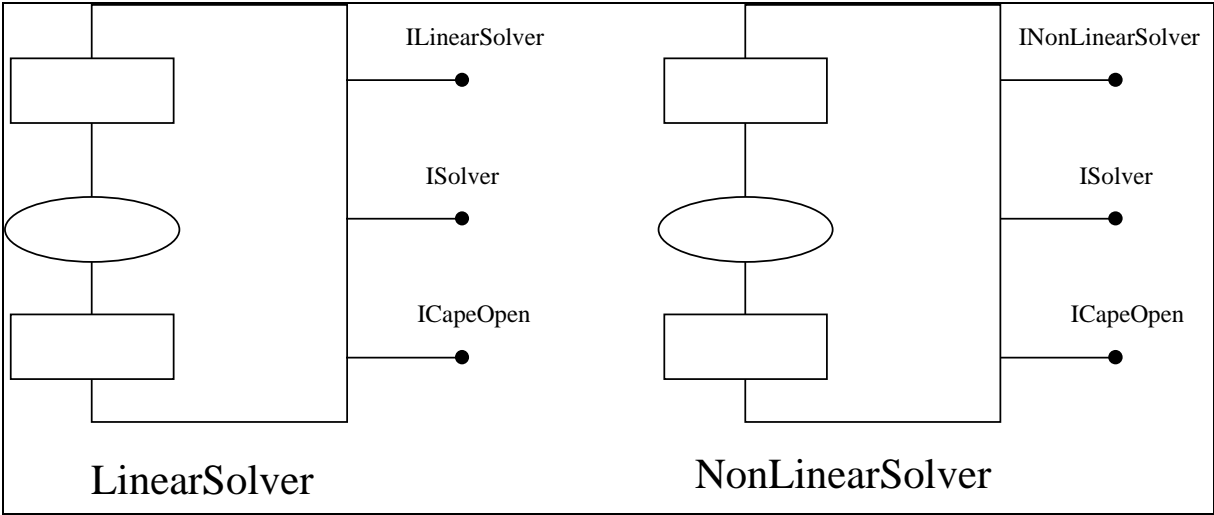 ILinearSolver
ISolver
ICapeOpen
LinearSolver
INonLinearSolver
ISolver
ICapeOpen
NonLinearSolver